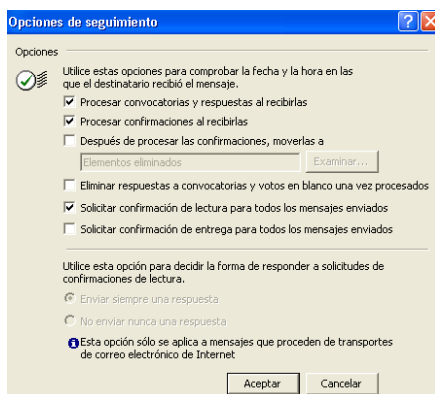 Opciones de seguimiento
Opciones
Utilice estas opciones para comprobar la fecha y la hora en las
que el destinatario recibió el mensaje.
Procesar convocatorias y respuestas al recibirlas
Procesar confirmaciones al recibirlas
Después de procesar las confirmaciones, moverlas a
Elementos eliminados
Examinar...
Eliminar respuestas a convocatorias y votos en blanco una vez procesados
Solicitar confirmación de lectura para todos los mensajes enviados
Solicitar confirmación de entrega para todos los mensajes enviados
Utilice esta opción para decidir la forma de responder a solicitudes de
confirmaciones de lectura.
Enviar siempre una respuesta
No enviar nunca una respuesta
Esta opción sólo se aplica a mensajes que proceden de transportes
de correo electrónico de Internet
Aceptar
Cancelar